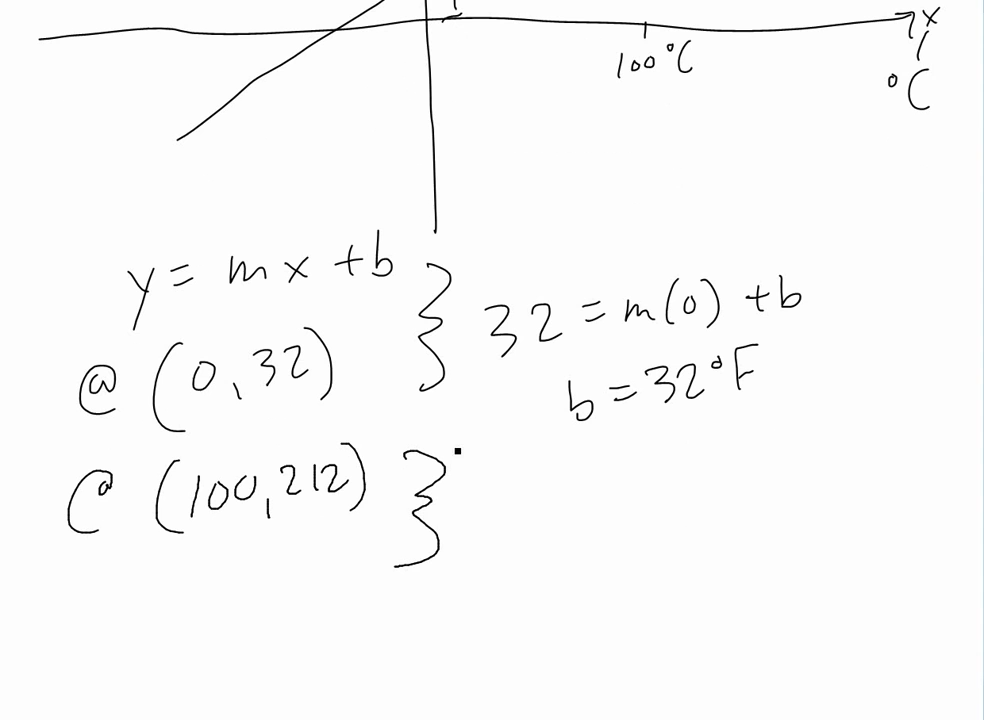 x
100°C
°C
y = mx + b
32 = m(0) + b
@ (0,32)
b = 32°F
@ (100,212)